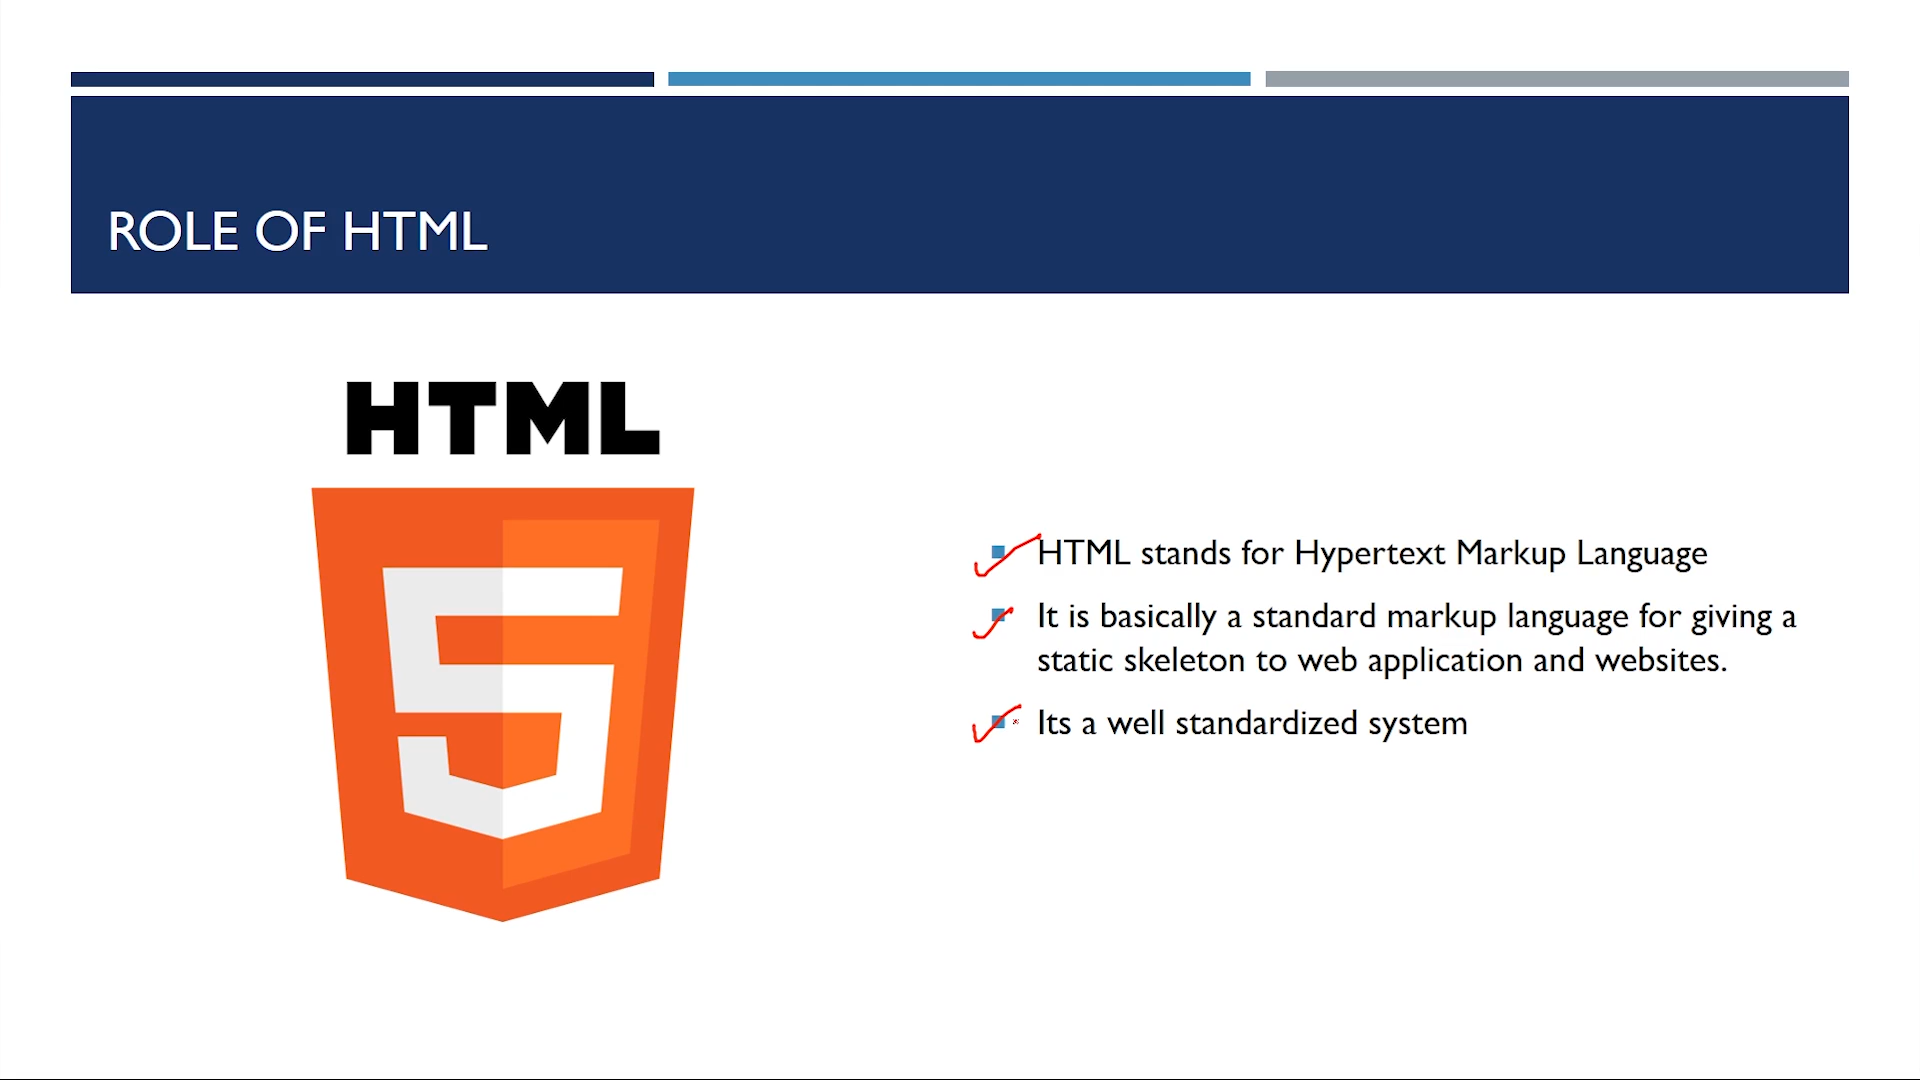 ROLE OF HTML
HTML
5
HTML stands for Hypertext Markup Language
It is basically a standard markup language for giving a
static skeleton to web application and websites.
Its a well standardized system